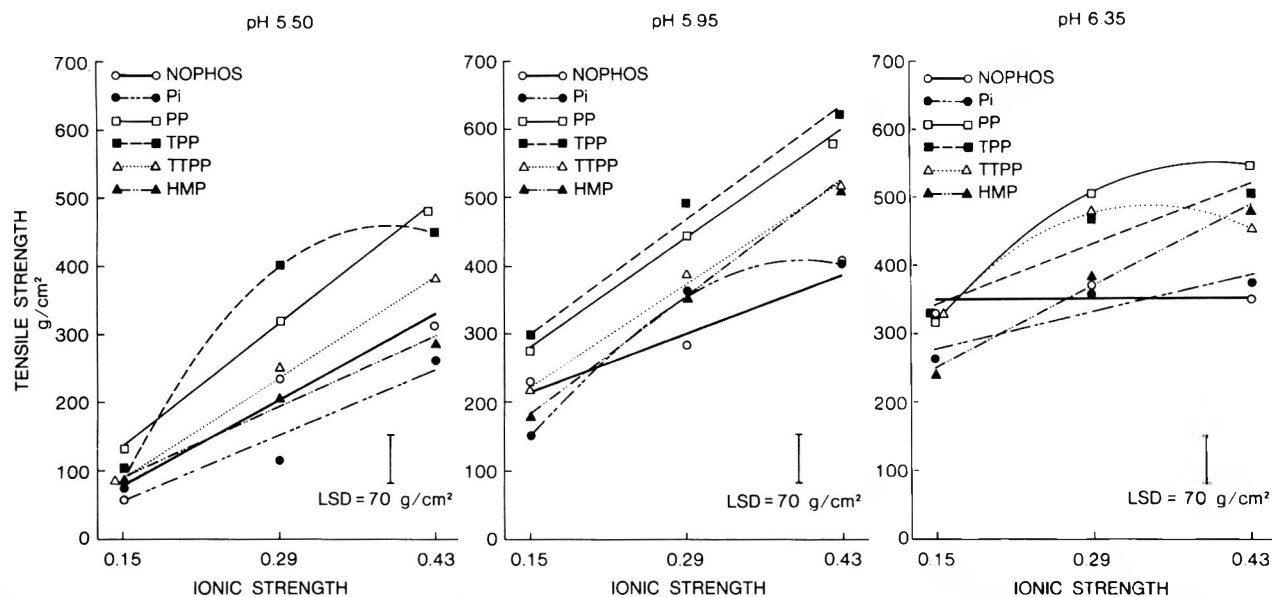 pH 5.50
700
600
500
400
300
200
100
0
TENSILE STRENGTH
g/cm²
NOPHOS
Pi
PP
TPP
TTPP
HMP
LSD = 70 g/cm²
0.15
0.29
0.43
IONIC STRENGTH
pH 5.95
700
600
500
400
300
200
100
0
NOPHOS
Pi
PP
TPP
TTPP
HMP
LSD = 70 g/cm²
0.15
0.29
0.43
IONIC STRENGTH
pH 6.35
700
600
500
400
300
200
100
0
NOPHOS
Pi
PP
TPP
TTPP
HMP
LSD = 70 g/cm²
0.15
0.29
0.43
IONIC STRENGTH